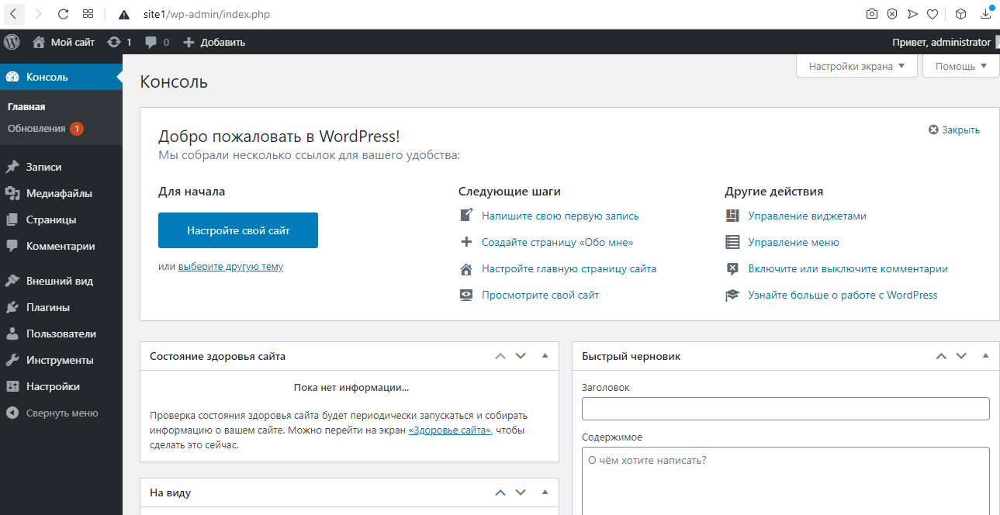 site1/wp-admin/index.php
Мой сайт 1 0 Добавить Привет, administrator
Консоль
Главная
Обновления 1
Записи
Медиафайлы
Страницы
Комментарии
Внешний вид
Плагины
Пользователи
Инструменты
Настройки
Свернуть меню
Настройки экрана Помощь
Консоль
Добро пожаловать в WordPress!
Закрыть
Мы собрали несколько ссылок для вашего удобства:
Для начала
Настройте свой сайт
или выберите другую тему
Следующие шаги
Напишите свою первую запись
Создайте страницу «Обо мне»
Настройте главную страницу сайта
Просмотрите свой сайт
Другие действия
Управление виджетами
Управление меню
Включите или выключите комментарии
Узнайте больше о работе с WordPress
Состояние здоровья сайта
Пока нет информации...
Проверка состояния здоровья сайта будет периодически запускаться и собирать
информацию о вашем сайте. Можно перейти на экран «Здоровье сайта», чтобы
сделать это сейчас.
На виду
Быстрый черновик
Заголовок
Содержимое
О чём хотите написать?